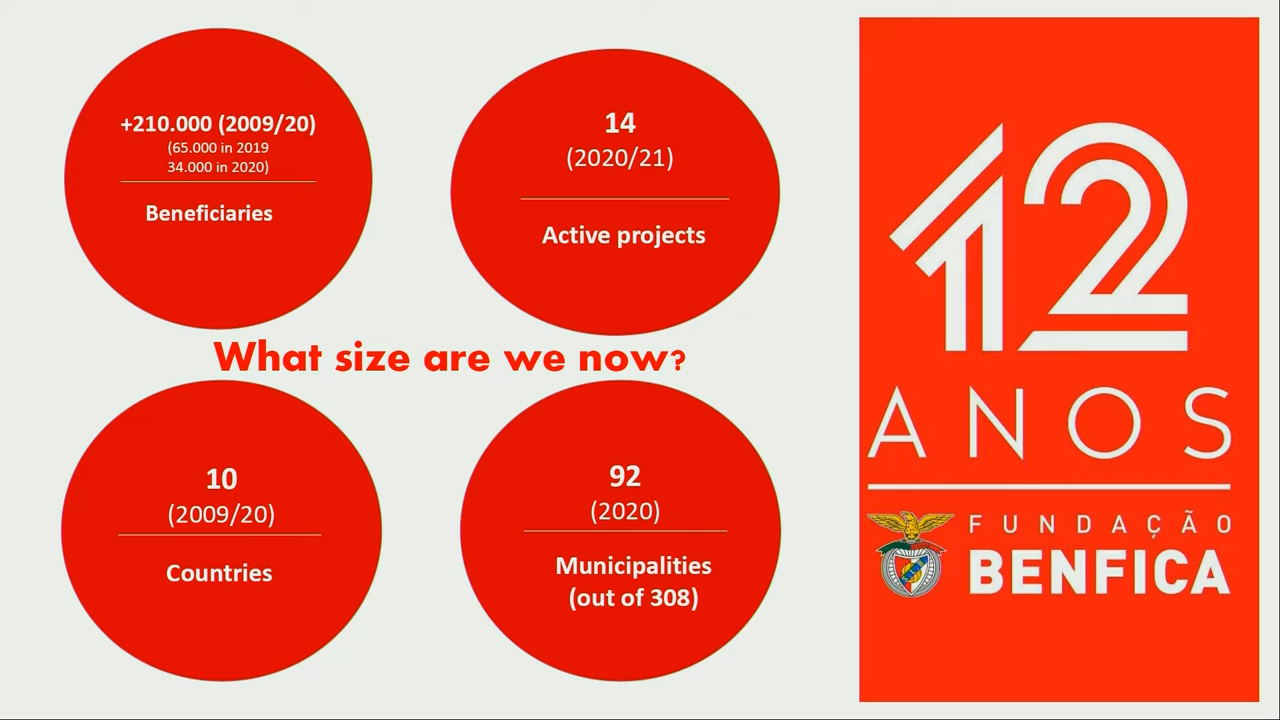 +210.000 (2009/20)
(65.000 in 2019
34.000 in 2020)
Beneficiaries
14
(2020/21)
Active projects
What size are we now?
10
(2009/20)
Countries
92
(2020)
Municipalities
(out of 308)
12
ANOS
FUNDAÇÃO
BENFICA